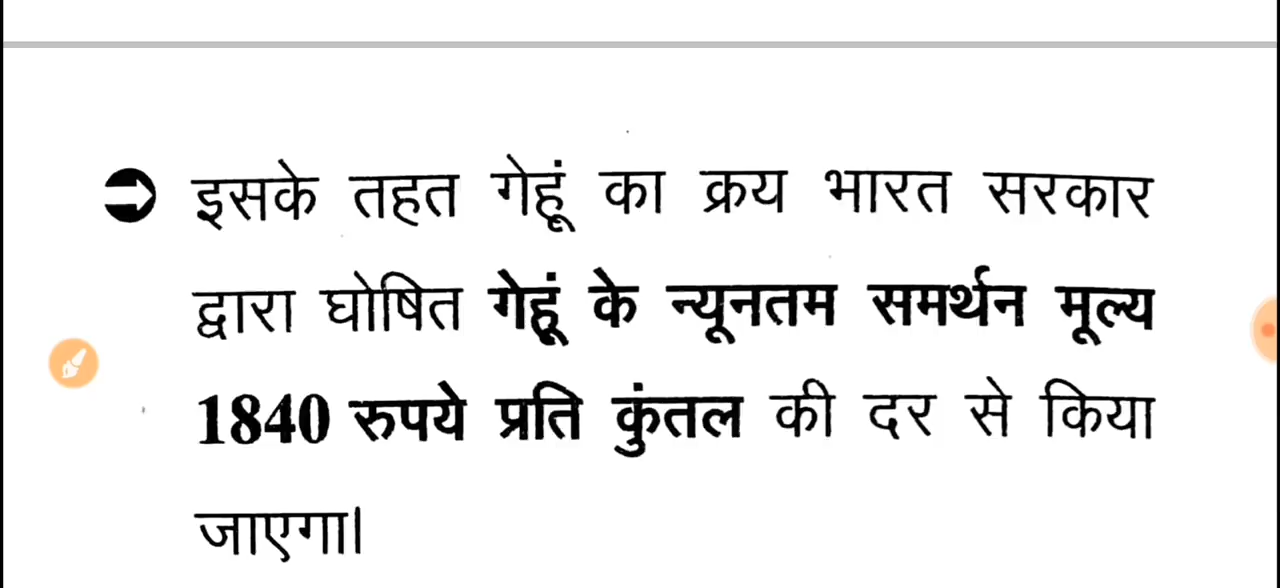 इसके तहत गेहूं का क्रय भारत सरकार
द्वारा घोषित गेहूं के न्यूनतम समर्थन मूल्य
1840 रुपये प्रति कुंतल की दर से किया
जाएगा।